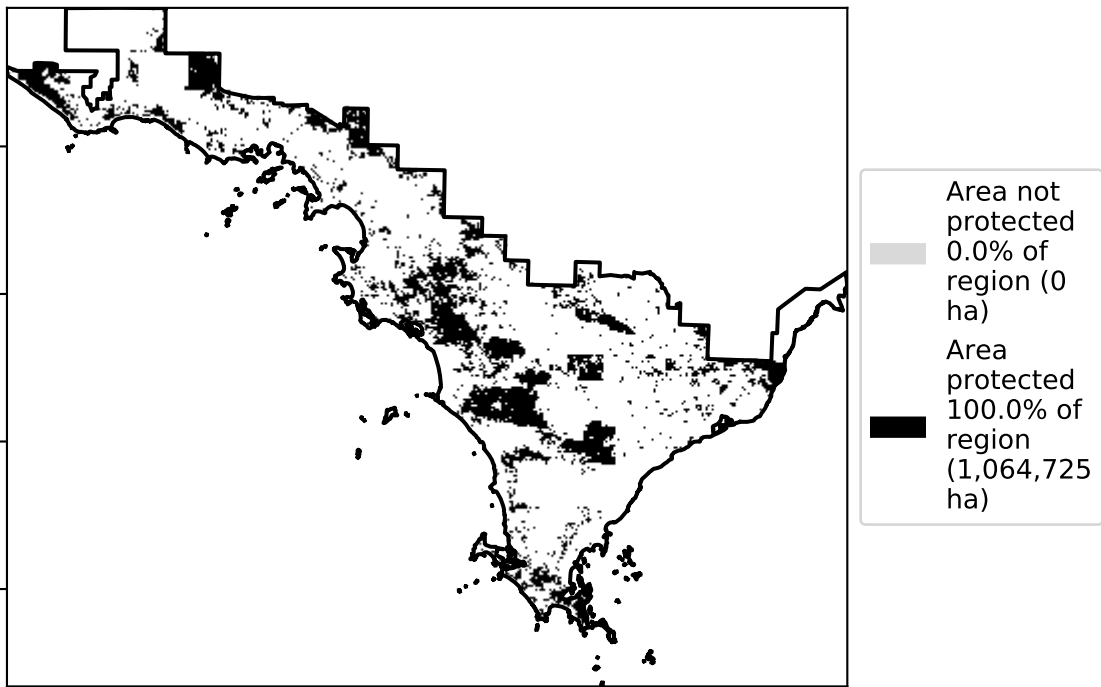 Area not
protected
0.0% of
region (0
ha)
Area
protected
100.0% of
region
(1,064,725
ha)